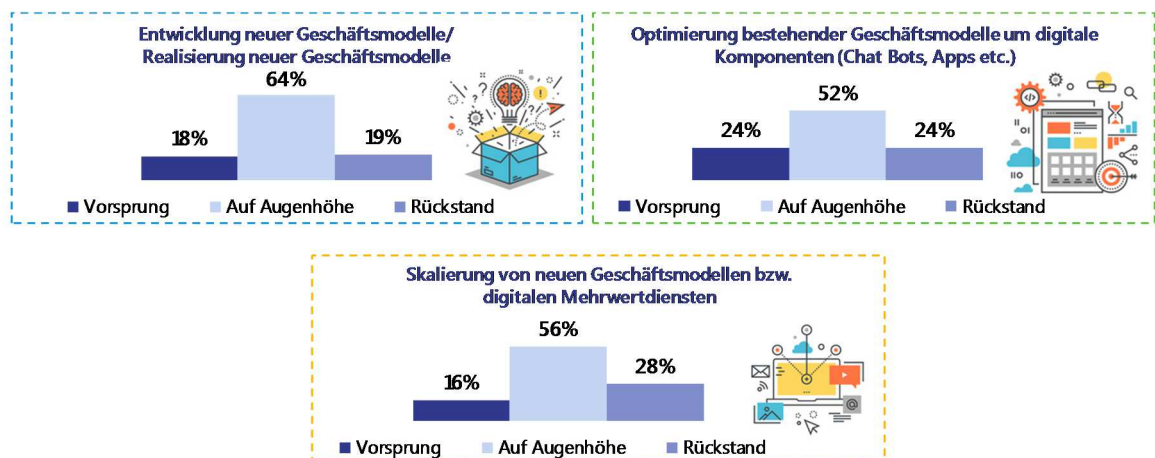 Entwicklung neuer Geschäftsmodelle/
Realisierung neuer Geschäftsmodelle
64%
18%
19%
Vorsprung Auf Augenhöhe Rückstand
Optimierung bestehender Geschäftsmodelle um digitale
Komponenten (Chat Bots, Apps etc.)
52%
24%
24%
Vorsprung Auf Augenhöhe Rückstand
Skalierung von neuen Geschäftsmodellen bzw.
digitalen Mehrwertdiensten
56%
16%
28%
Vorsprung Auf Augenhöhe Rückstand